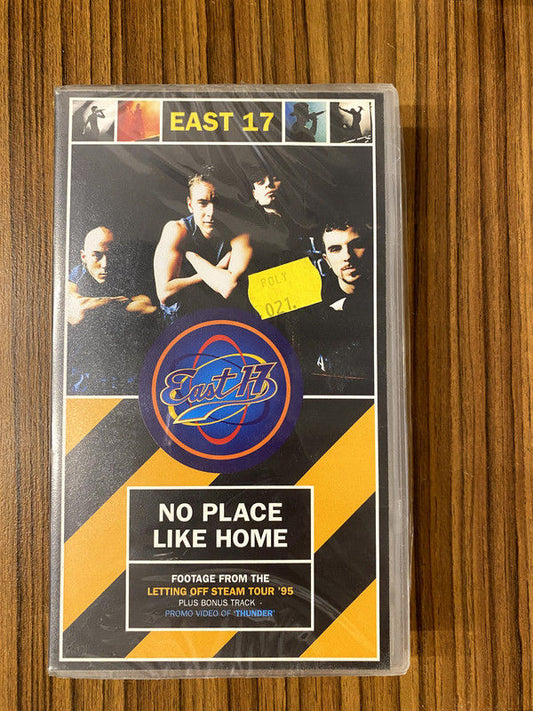 EAST 17
POLY
021.
East 17
NO PLACE
LIKE HOME
FOOTAGE FROM THE
LETTING OFF STEAM TOUR '95
PLUS BONUS TRACK -
PROMO VIDEO OF 'THUNDER'